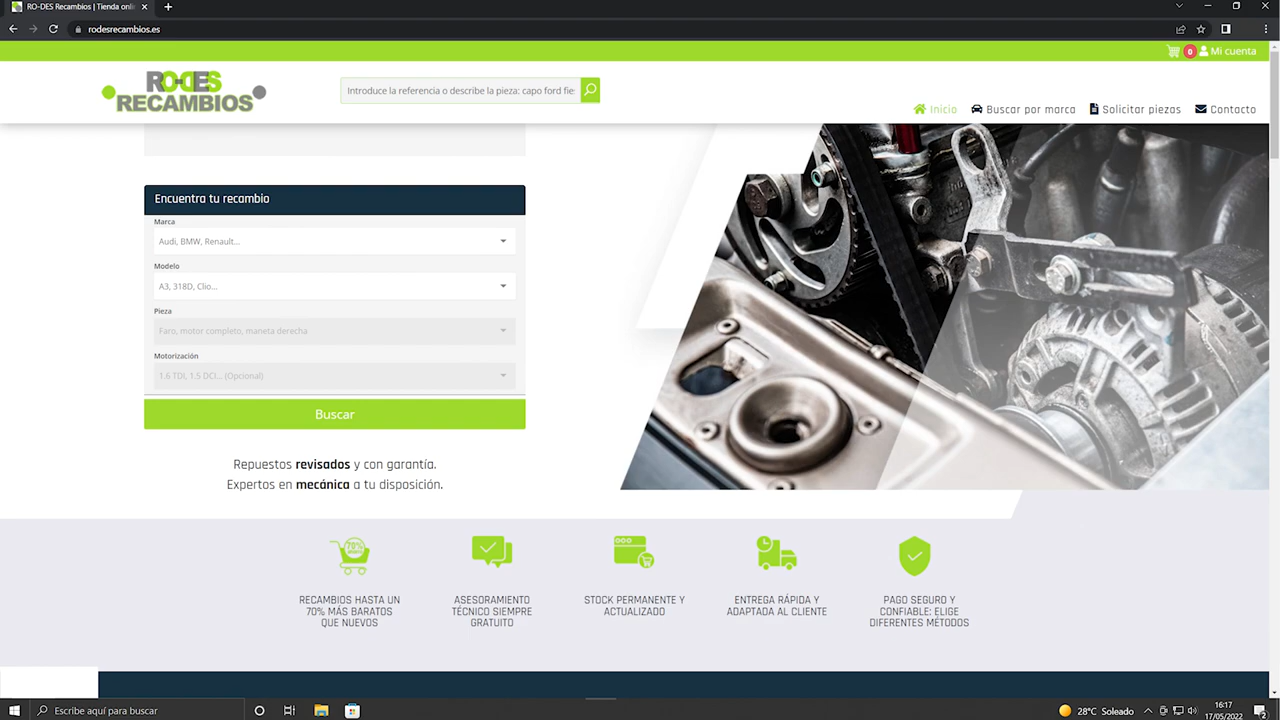 RO-DES Recambios | Tienda onli
rodesrecambios.es
0 Mi cuenta
RO-DES
RECAMBIOS
Introduce la referencia o describe la pieza: capo ford fie
Inicio
Buscar por marca
Solicitar piezas
Contacto
Encuentra tu recambio
Marca
Audi, BMW, Renault...
Modelo
A3, 318D, Clio...
Pieza
Faro, motor completo, maneta derecha
Motorización
1.6 TDI, 1.5 DCI... (Opcional)
Buscar
Repuestos revisados y con garantía.
Expertos en mecánica a tu disposición.
70%
RECAMBIOS HASTA UN
70% MÁS BARATOS
QUE NUEVOS
ASESORAMIENTO
TÉCNICO SIEMPRE
GRATUITO
STOCK PERMANENTE Y
ACTUALIZADO
ENTREGA RÁPIDA Y
ADAPTADA AL CLIENTE
PAGO SEGURO Y
CONFIABLE: ELIGE
DIFERENTES MÉTODOS
Escribe aquí para buscar
28°C Soleado
16:17
17/05/2022
2